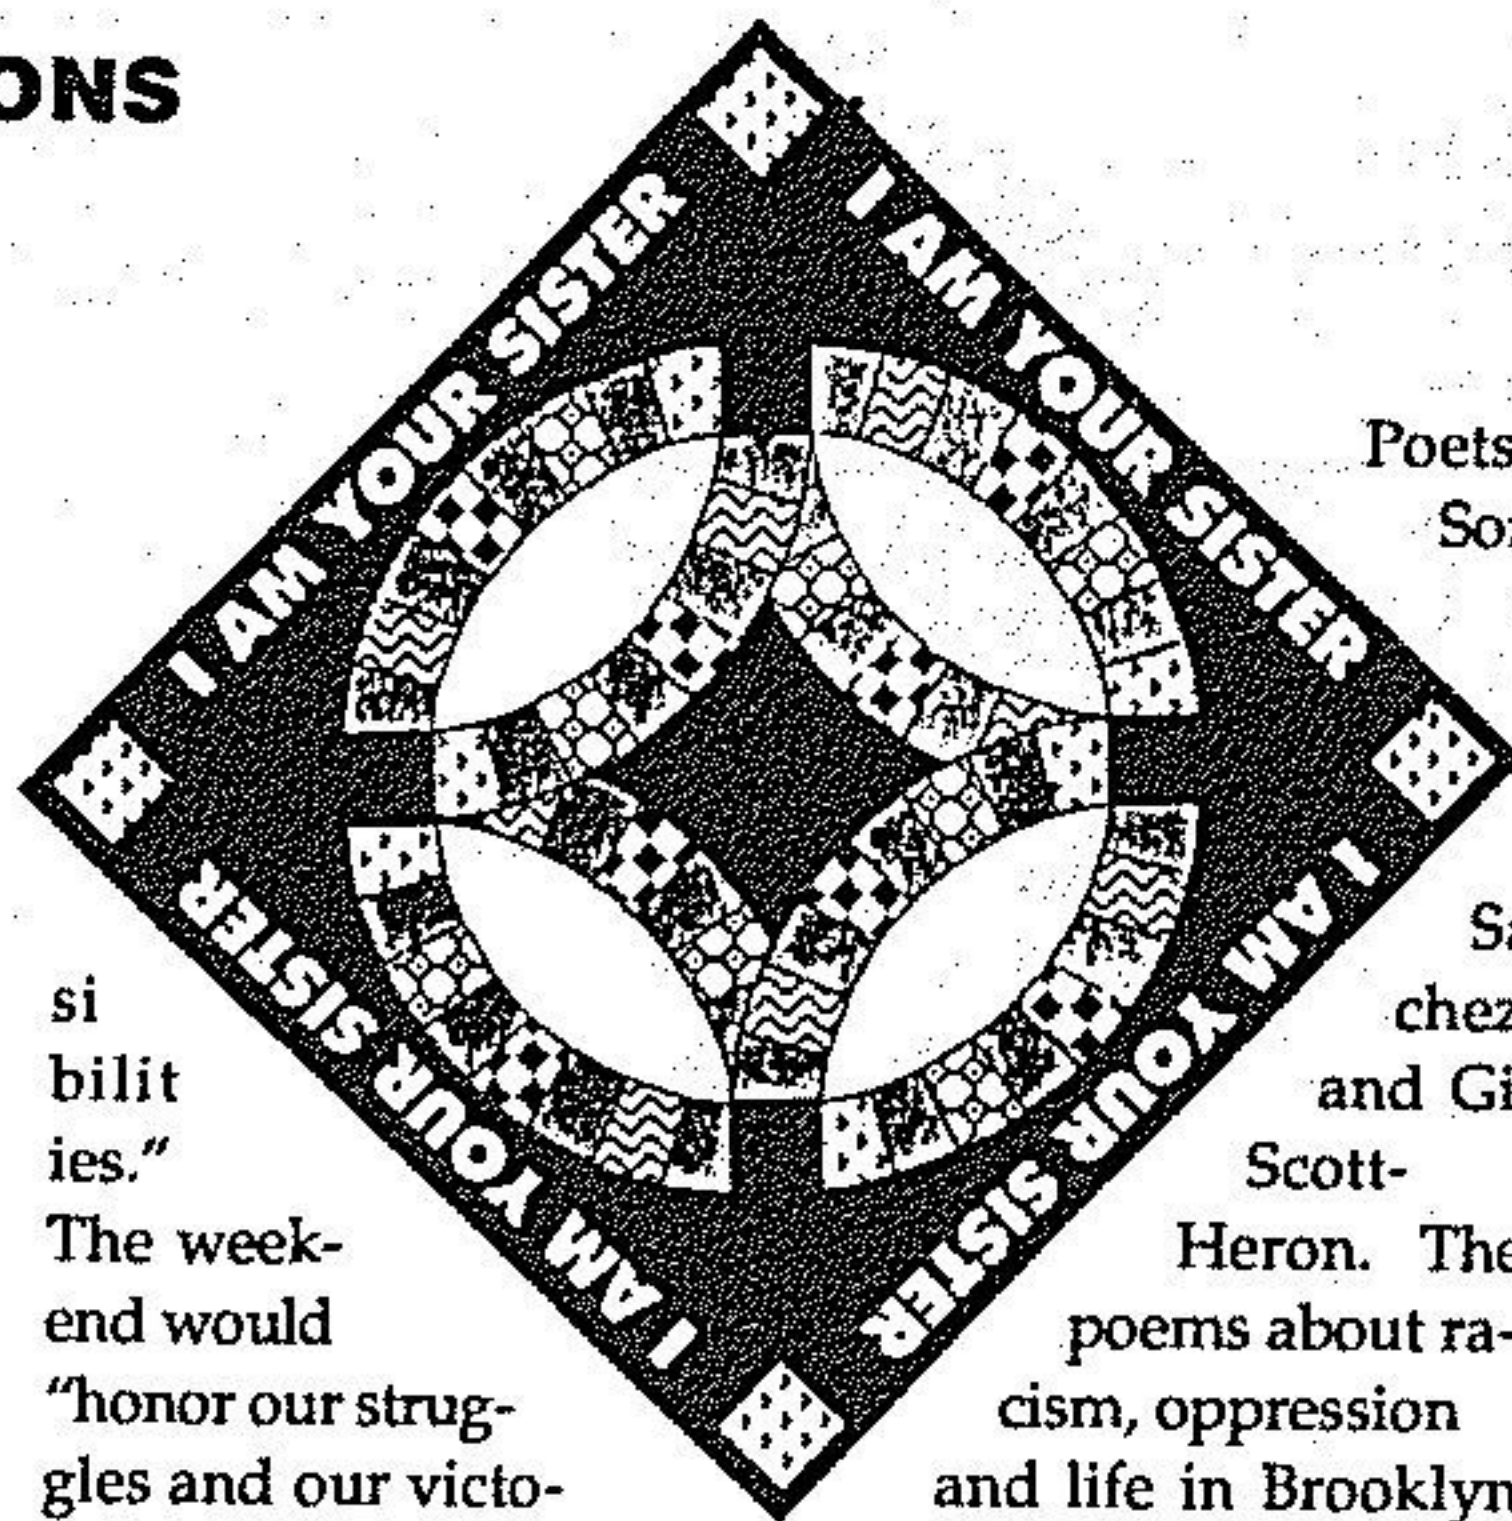 ONS
I AM YOUR SISTER
I AM YOUR SISTER
I AM YOUR SISTER
I AM YOUR SISTER
si
bilit
ies.”
The week-
end would
“honor our strug-
gles and our victo-
Poets
chez
and Gi
Scott-
Heron. The
poems about ra-
cism, oppression
and life in Brooklyn